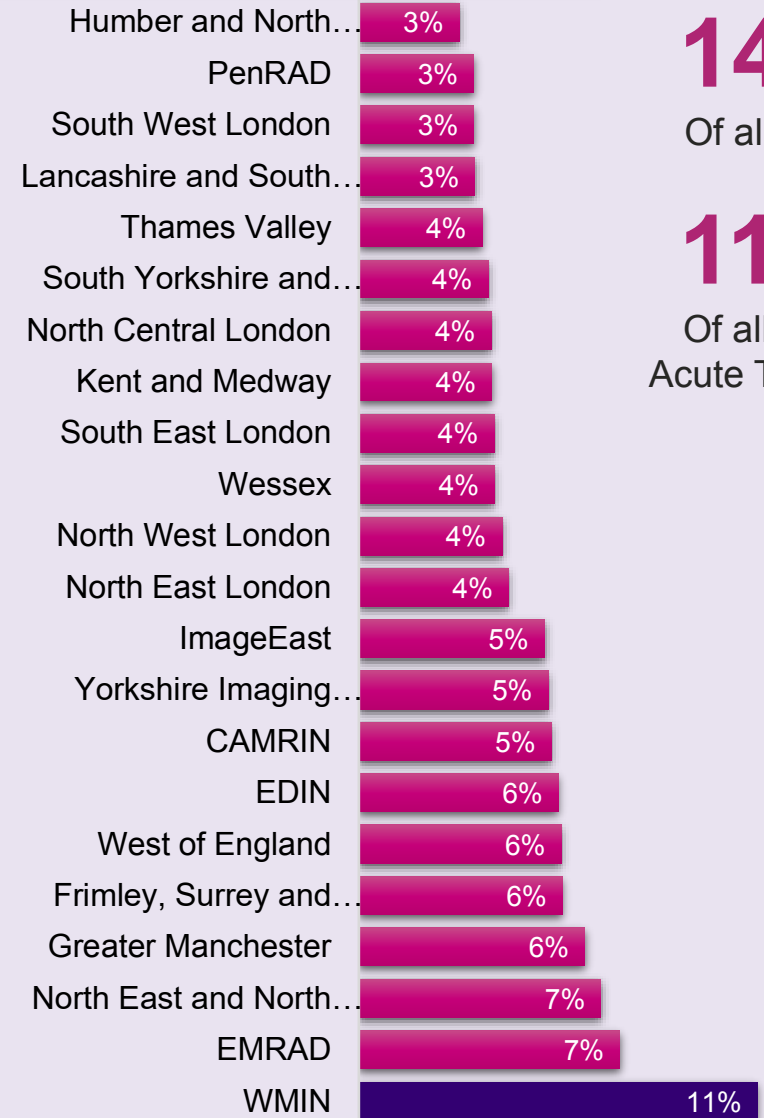 Humber and North… 3%
PenRAD 3%
South West London 3%
Lancashire and South… 3%
Thames Valley 4%
South Yorkshire and… 4%
North Central London 4%
Kent and Medway 4%
South East London 4%
Wessex 4%
North West London 4%
North East London 4%
ImageEast 5%
Yorkshire Imaging… 5%
CAMRIN 5%
EDIN 6%
West of England 6%
Frimley, Surrey and… 6%
Greater Manchester 6%
North East and North… 7%
EMRAD 7%
WMIN 11%
14
Of al
11
Of all
Acute T